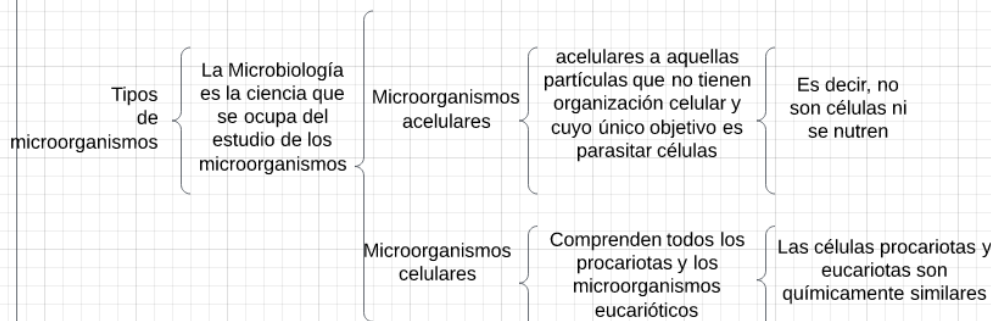 Tipos
de
microorganismos
La Microbiología
es la ciencia que
se ocupa del
estudio de los
microorganismos
Microorganismos
acelulares
acelulares a aquellas
partículas que no tienen
organización celular y
cuyo único objetivo es
parasitar células
Es decir, no
son células ni
se nutren
Microorganismos
celulares
Comprenden todos los
procariotas y los
microorganismos
eucarióticos
Las células procariotas y
eucariotas son
químicamente similares